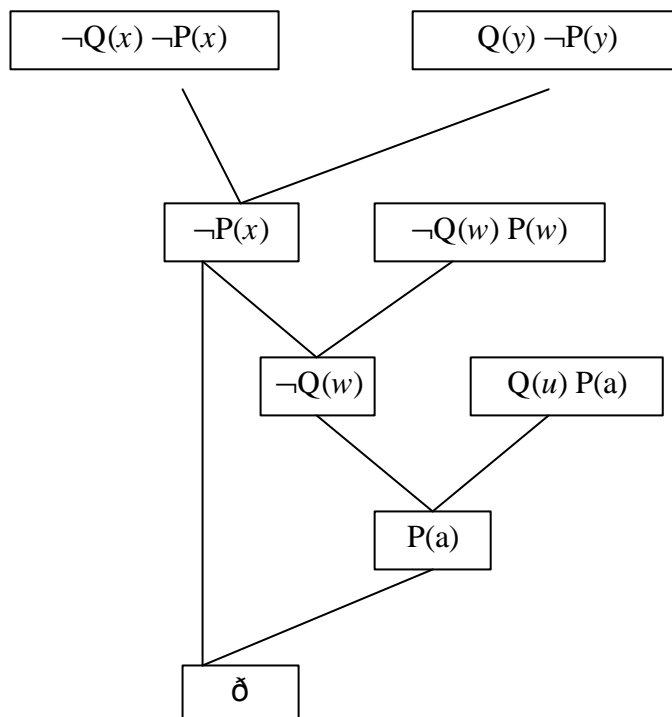 ¬Q(x) ¬P(x)
Q(y) ¬P(y)
¬P(x)
¬Q(w) P(w)
¬Q(w)
Q(u) P(a)
P(a)
ð